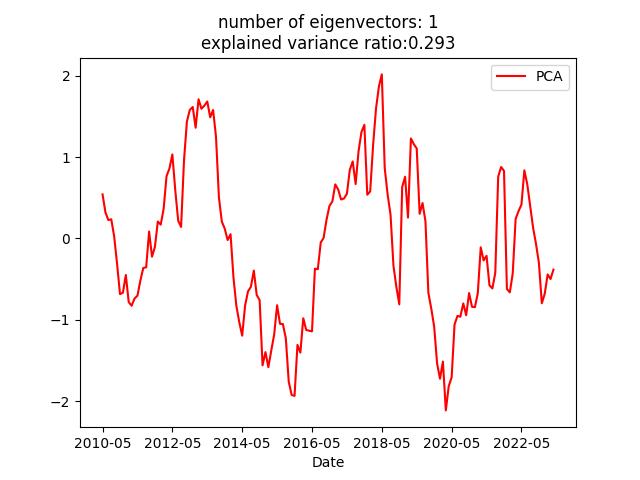 number of eigenvectors: 1
explained variance ratio:0.293
PCA
2
1
0
−1
−2
2010-05 2012-05 2014-05 2016-05 2018-05 2020-05 2022-05
Date